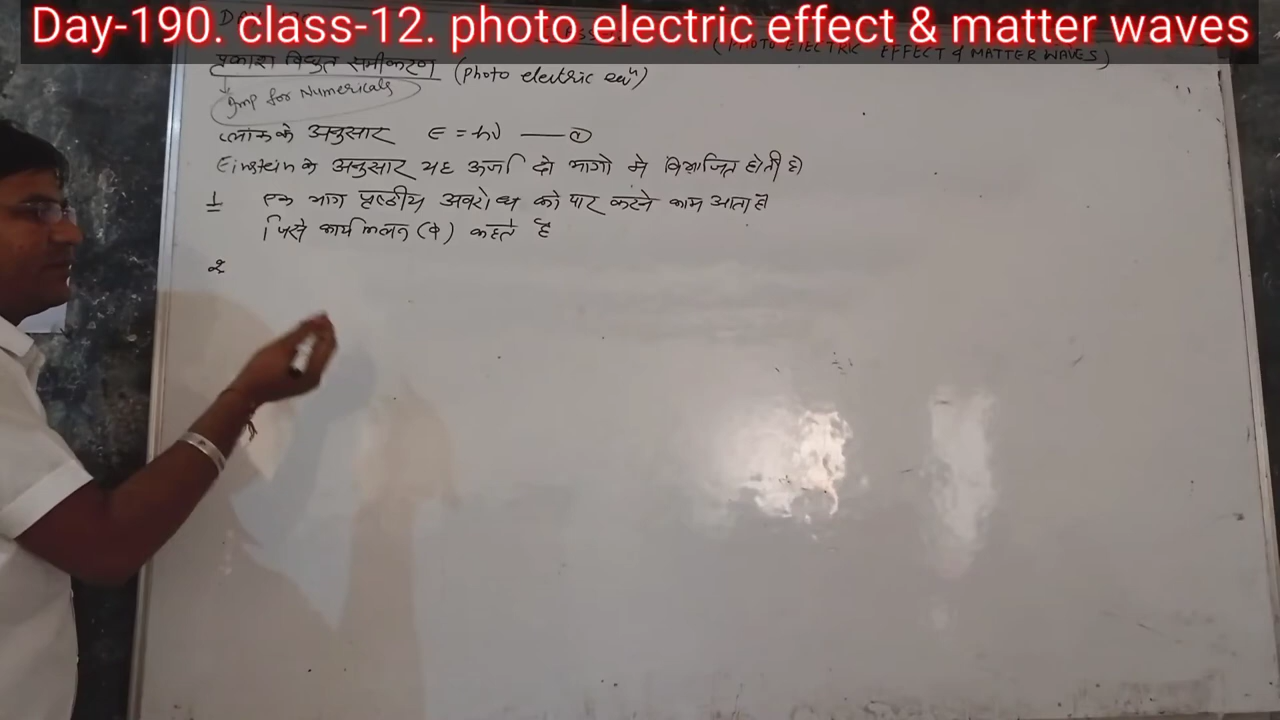 Day-190. class-12. photo electric effect & matter waves
(PHOTO ELECTRIC EFFECT & MATTER WAVES)
प्रकाश विद्युत समीकरण (photo electric eqⁿ)
Imp for Numericals
प्लांक के अनुसार E = hν —— ①
Einstein के अनुसार यह ऊर्जा दो भागो मे विभाजित होती है
1 एक भाग पृष्ठीय अवरोध को पार करने काम आता है
जिसे कार्यफलन (Φ) कहते है
2